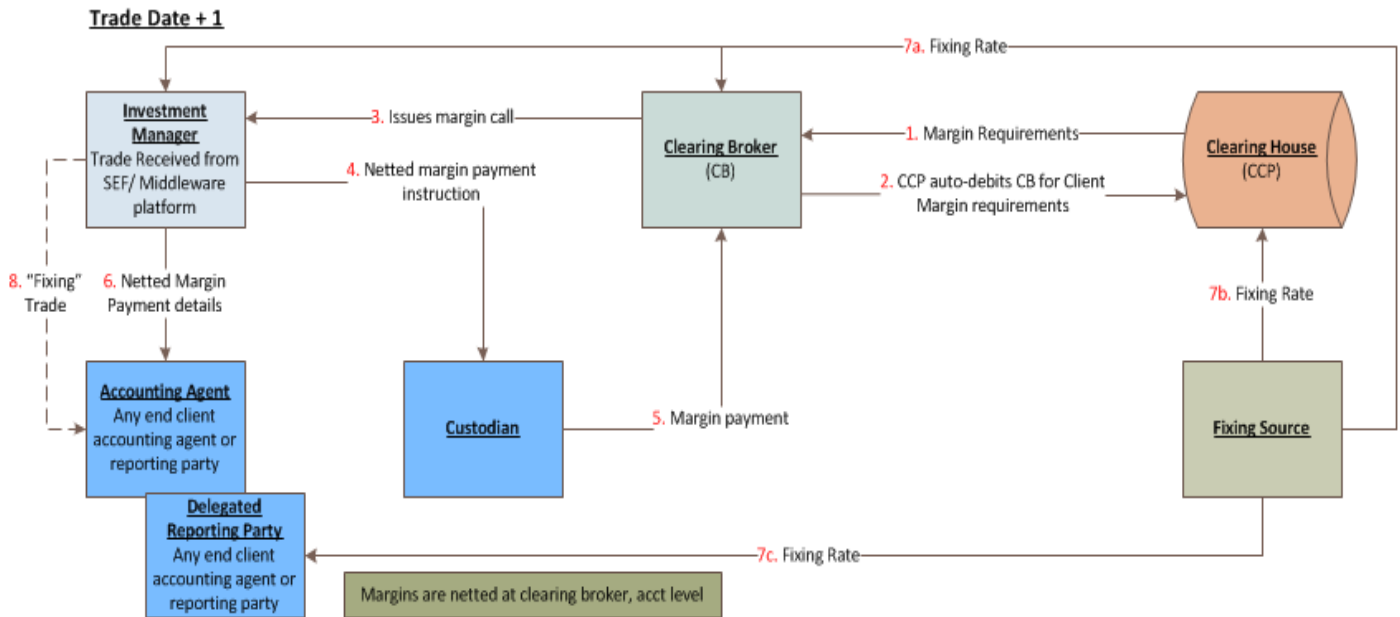 Trade Date + 1
7a. Fixing Rate
Investment
Manager
Trade Received from
SEF/ Middleware
platform
3. Issues margin call
Clearing Broker
(CB)
1. Margin Requirements
Clearing House
(CCP)
4. Netted margin payment
instruction
2. CCP auto-debits CB for Client
Margin requirements
8. "Fixing"
Trade
6. Netted Margin
Payment details
7b. Fixing Rate
Accounting Agent
Any end client
accounting agent or
reporting party
Custodian
5. Margin payment
Fixing Source
Delegated
Reporting Party
Any end client
accounting agent or
reporting party
7c. Fixing Rate
Margins are netted at clearing broker, acct level